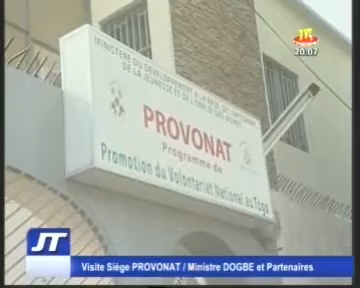 20:07
MINISTERE DU DEVELOPPEMENT A LA BASE, DE L'ARTISANAT
DE LA JEUNESSE ET DE L'EMPLOI DES JEUNES
PROVONAT
Programme de
Promotion du Volontariat National au Togo
JT
Visite Siège PROVONAT / Ministre DOGBE et Partenaires